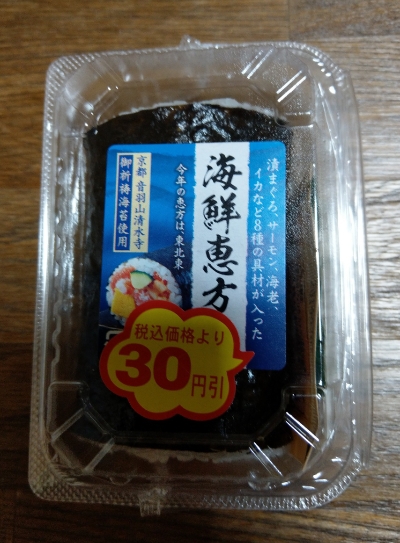 漬まぐろ、サーモン、海老、
イカなど8種の具材が入った
海鮮恵方
今年の恵方は、東北東
京都 音羽山清水寺
御祈祷海苔使用
税込価格より
30円引